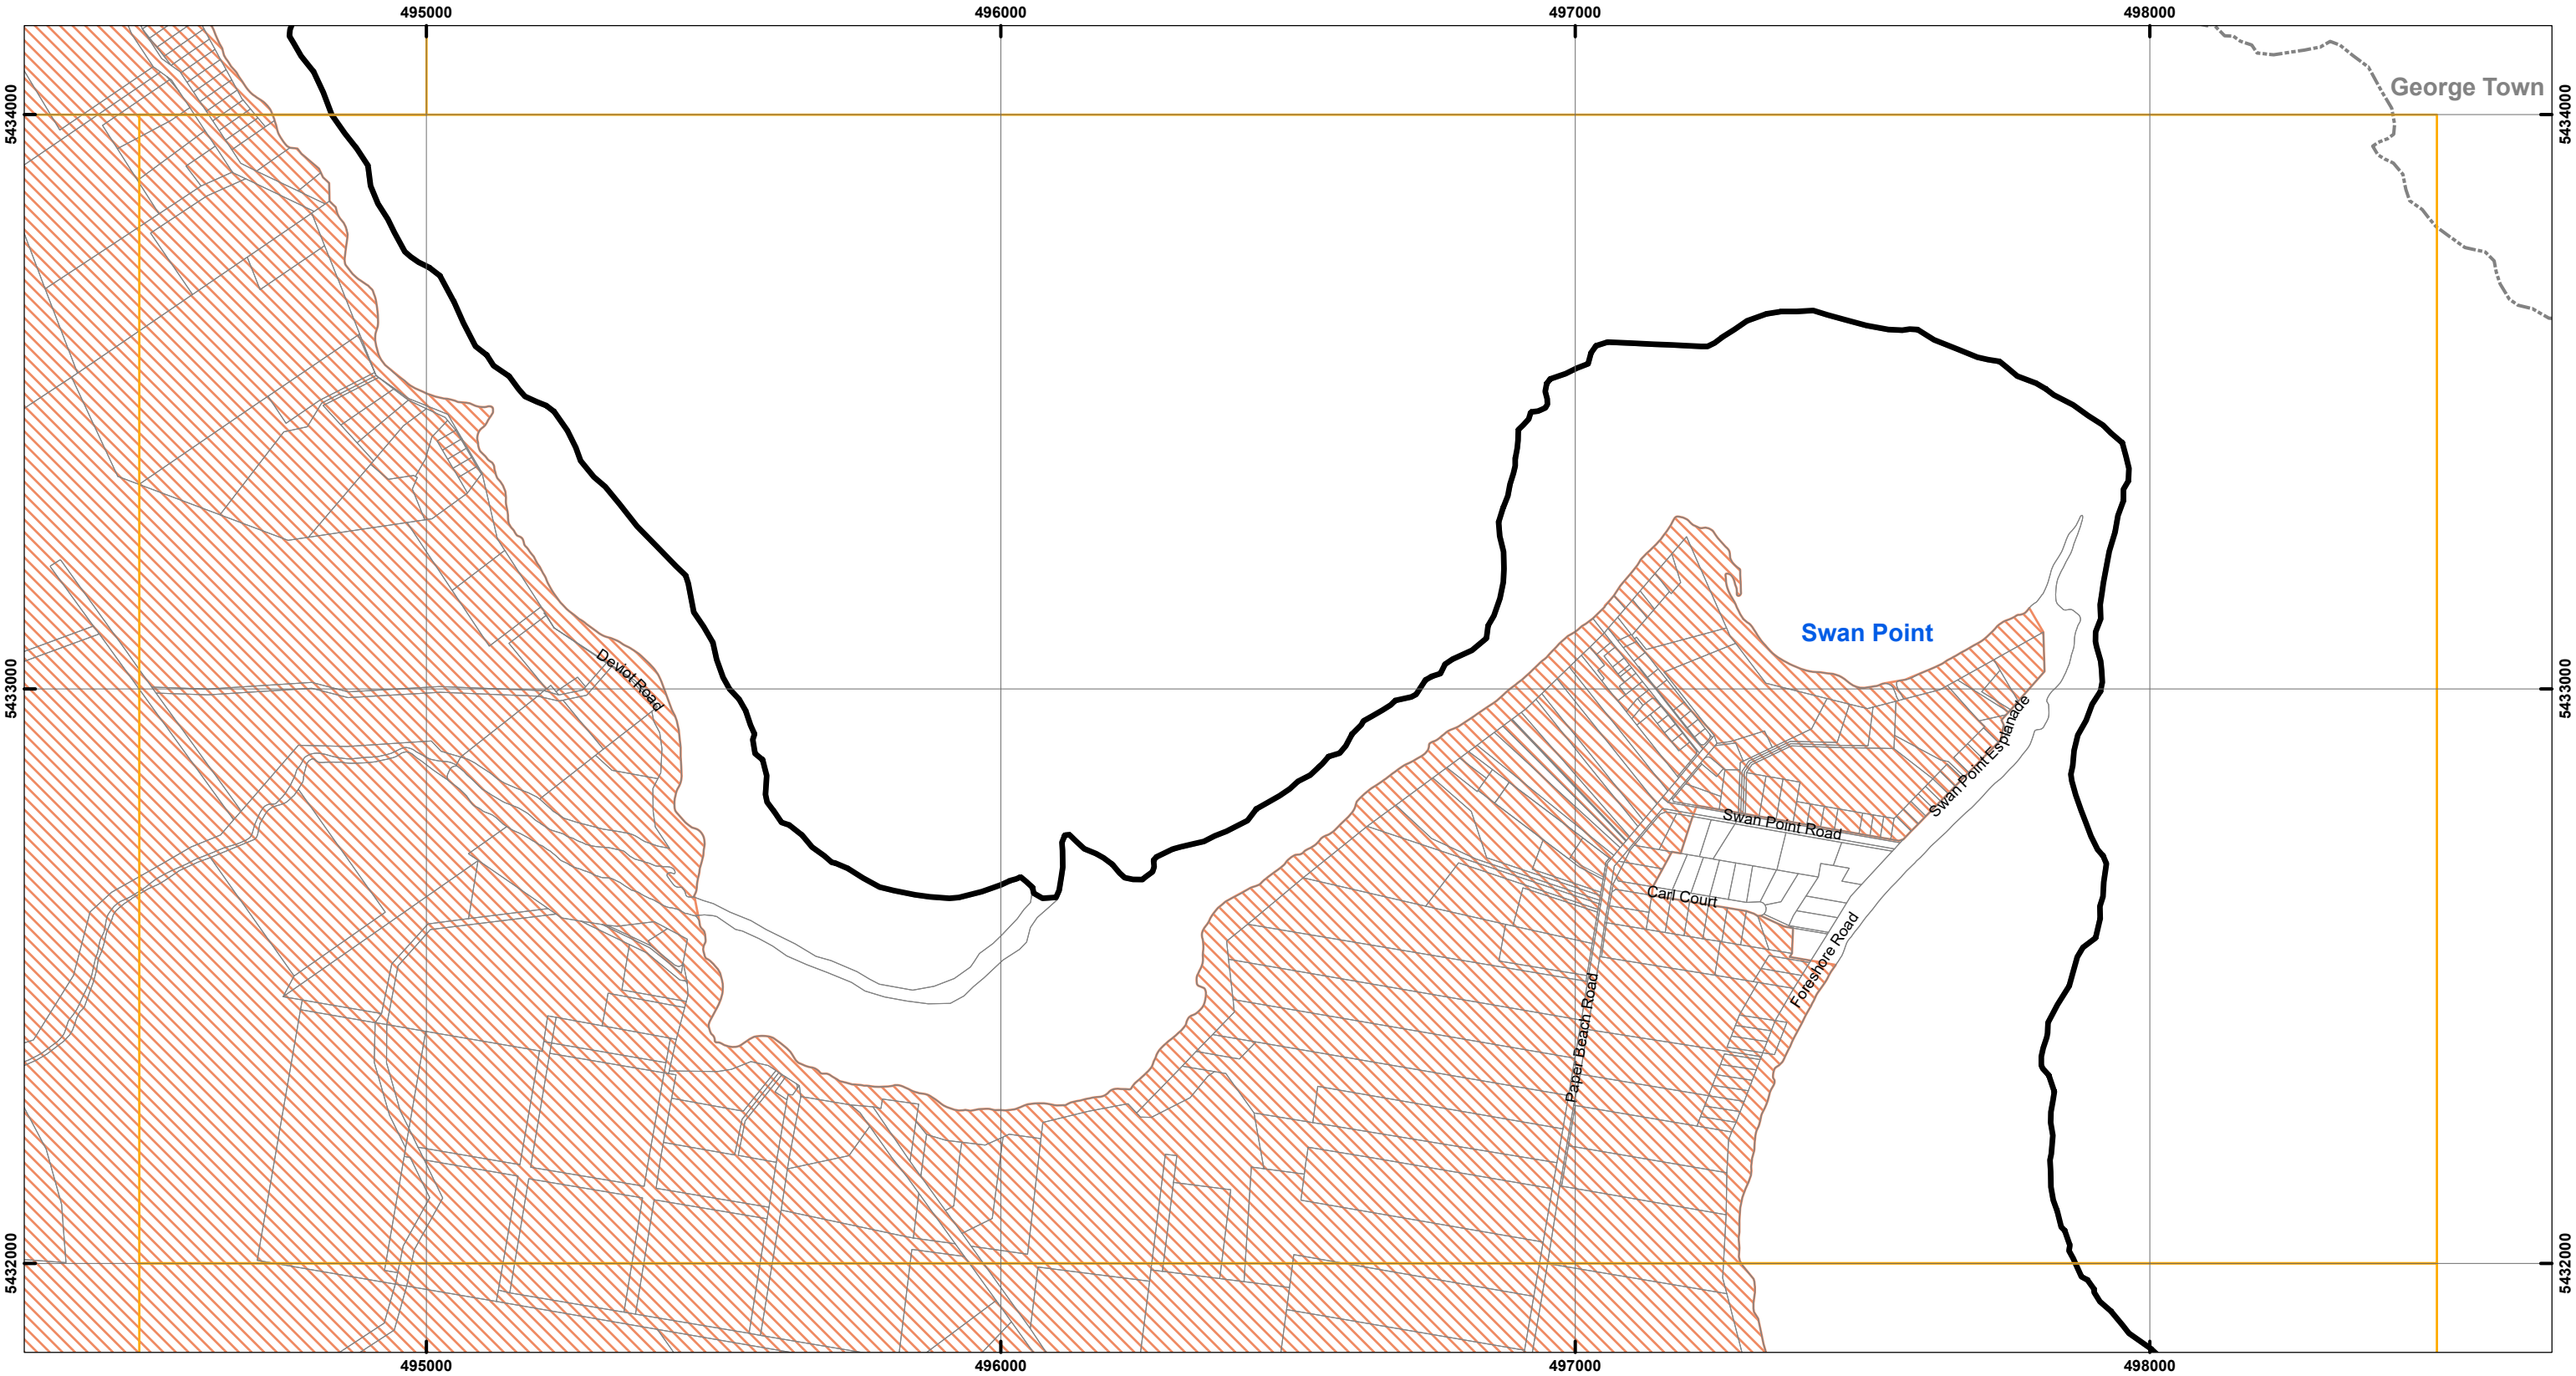 495000
496000
497000
498000
George Town
5434000
5434000
Swan Point
Deviot Road
5433000
5433000
Swan Point Esplanade
Swan Point Road
Carl Court
Foreshore Road
Paper Beach Road
5432000
5432000
495000
496000
497000
498000